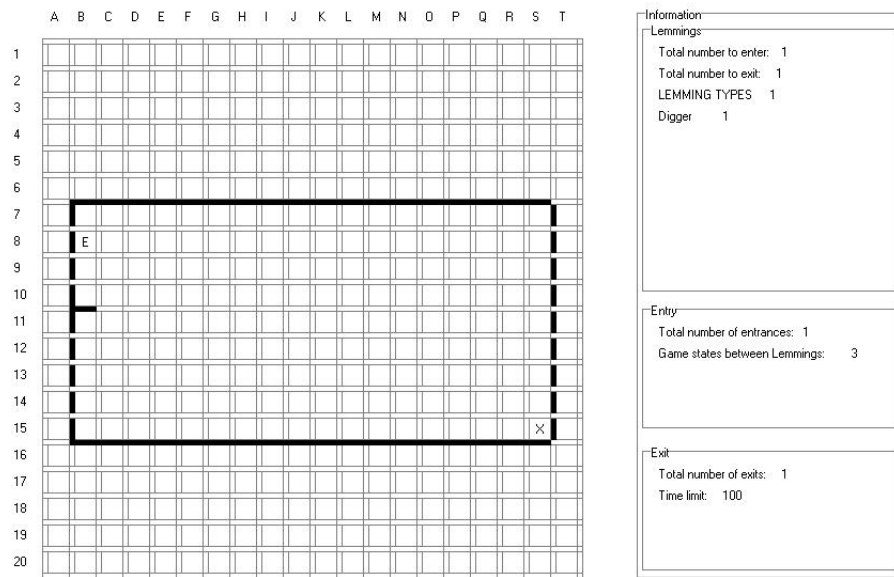 A B C D E F G H I J K L M N O P Q R S T
1
2
3
4
5
6
7
8 E
9
10
11
12
13
14
15 X
16
17
18
19
20
Information
Lemmings
Total number to enter: 1
Total number to exit: 1
LEMMING TYPES 1
Digger 1
Entry
Total number of entrances: 1
Game states between Lemmings: 3
Exit
Total number of exits: 1
Time limit: 100